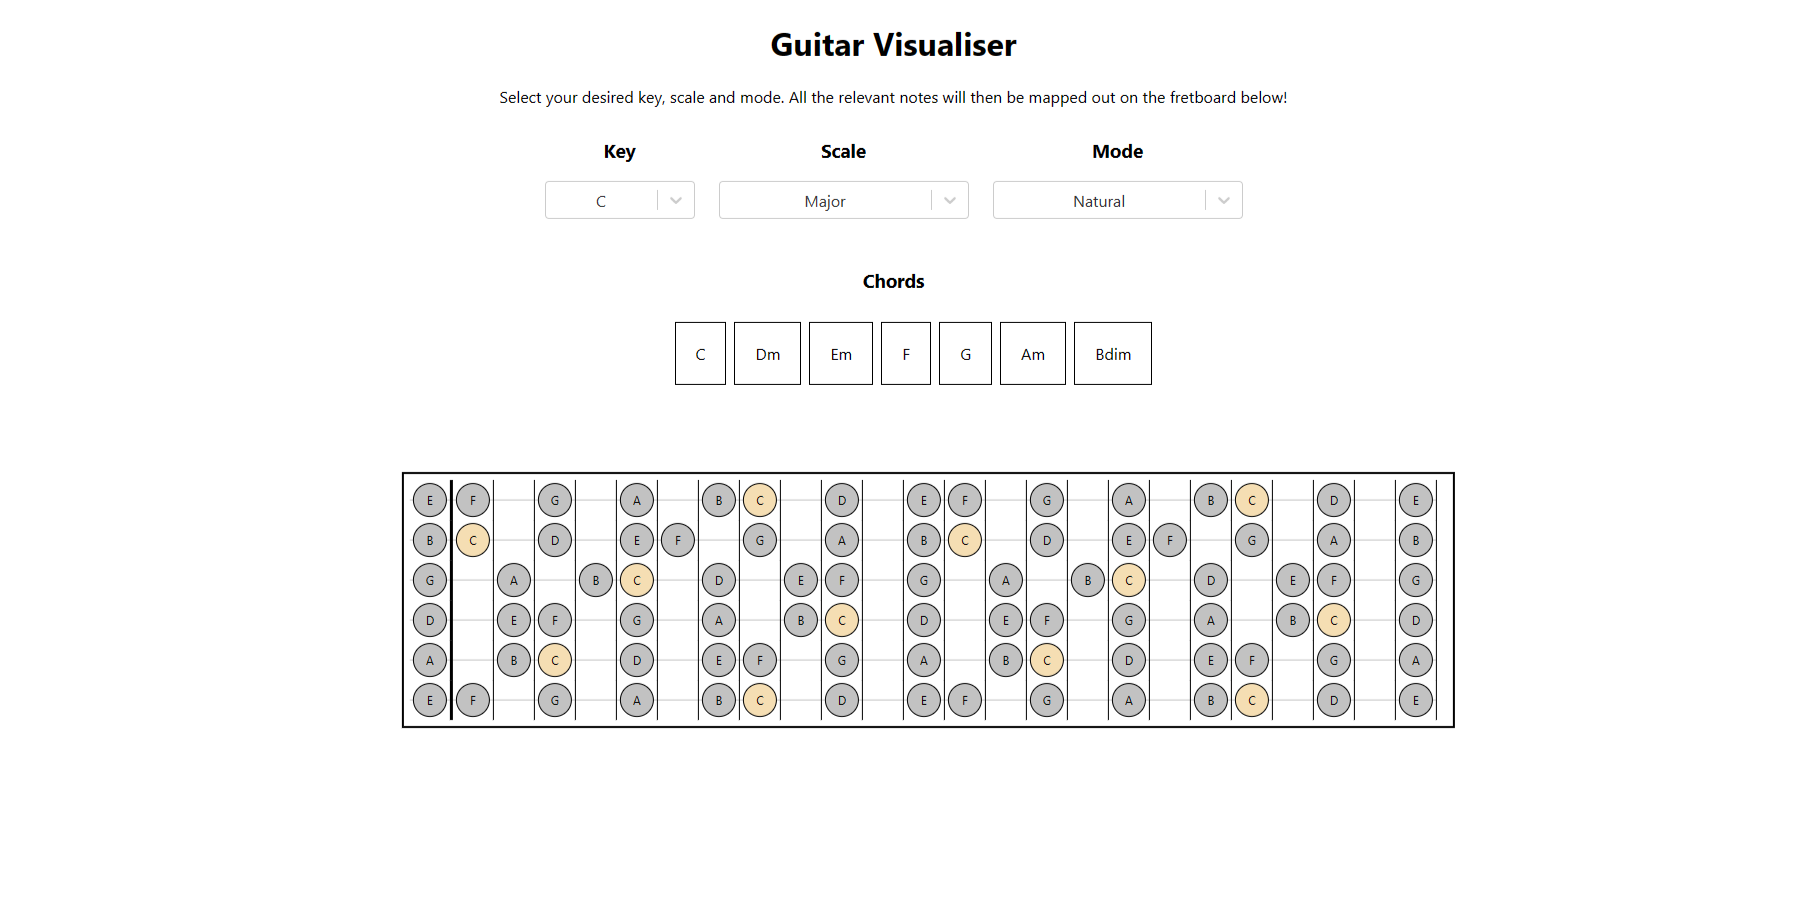 Guitar Visualiser
Select your desired key, scale and mode. All the relevant notes will then be mapped out on the fretboard below!
Key Scale Mode
C Major Natural
Chords
C Dm Em F G Am Bdim
E F G A B C D E F G A B C D E
B C D E F G A B C D E F G A B
G A B C D E F G A B C D E F G
D E F G A B C D E F G A B C D
A B C D E F G A B C D E F G A
E F G A B C D E F G A B C D E